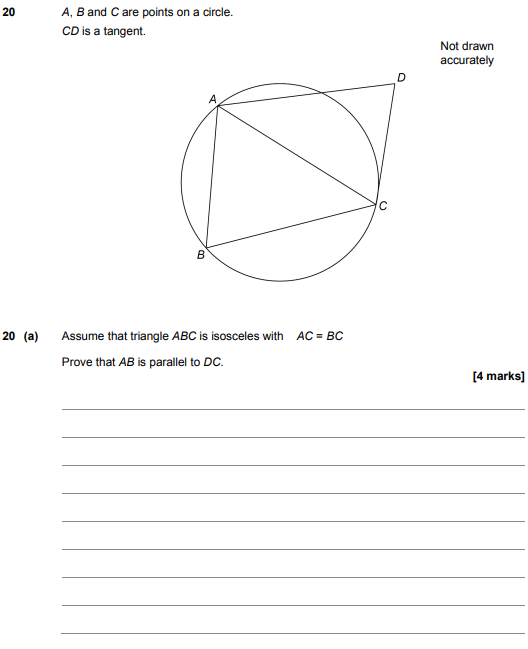 20 A, B and C are points on a circle.
CD is a tangent.
Not drawn
accurately
D
A
C
B
20 (a) Assume that triangle ABC is isosceles with AC = BC
Prove that AB is parallel to DC.
[4 marks]